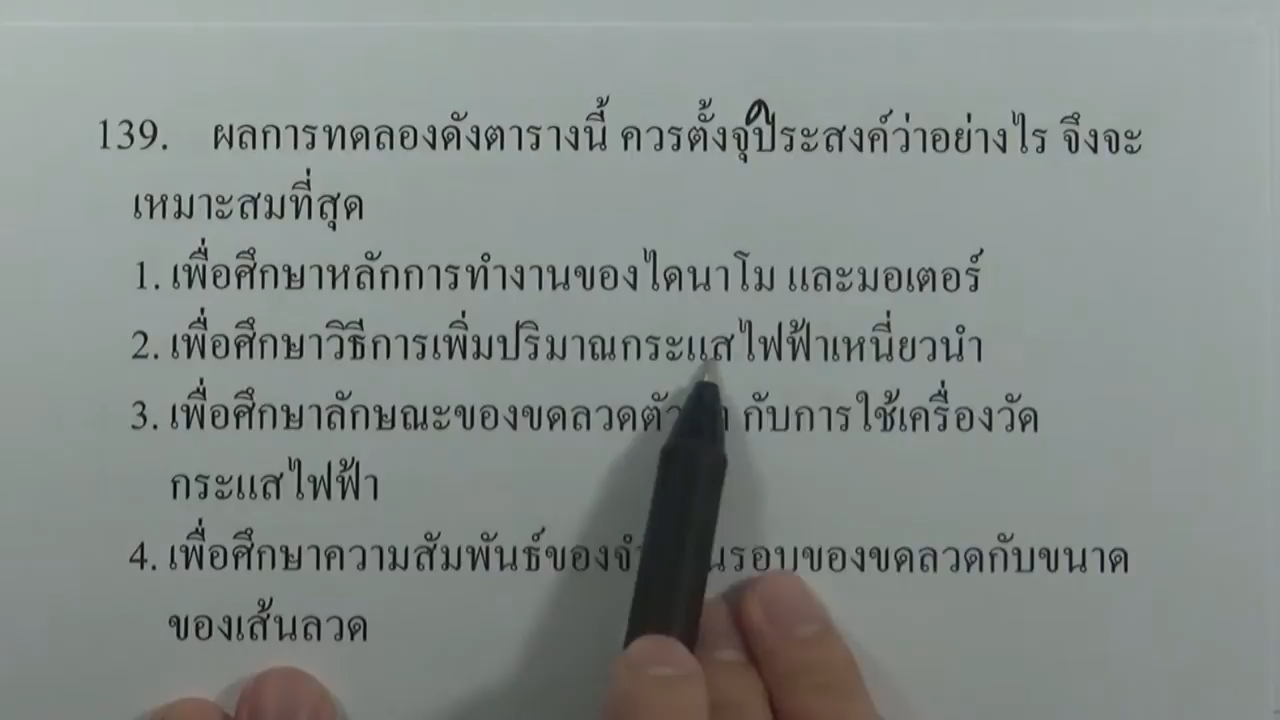 139. ผลการทดลองดังตารางนี้ ควรตั้งจุประสงค์ว่าอย่างไร จึงจะ
เหมาะสมที่สุด
1. เพื่อศึกษาหลักการทำงานของไดนาโม และมอเตอร์
2. เพื่อศึกษาวิธีการเพิ่มปริมาณกระแสไฟฟ้าเหนี่ยวนำ
3. เพื่อศึกษาลักษณะของขดลวด กับการใช้เครื่องวัด
กระแสไฟฟ้า
4. เพื่อศึกษาความสัมพันธ์ของ รอบของขดลวดกับขนาด
ของเส้นลวด